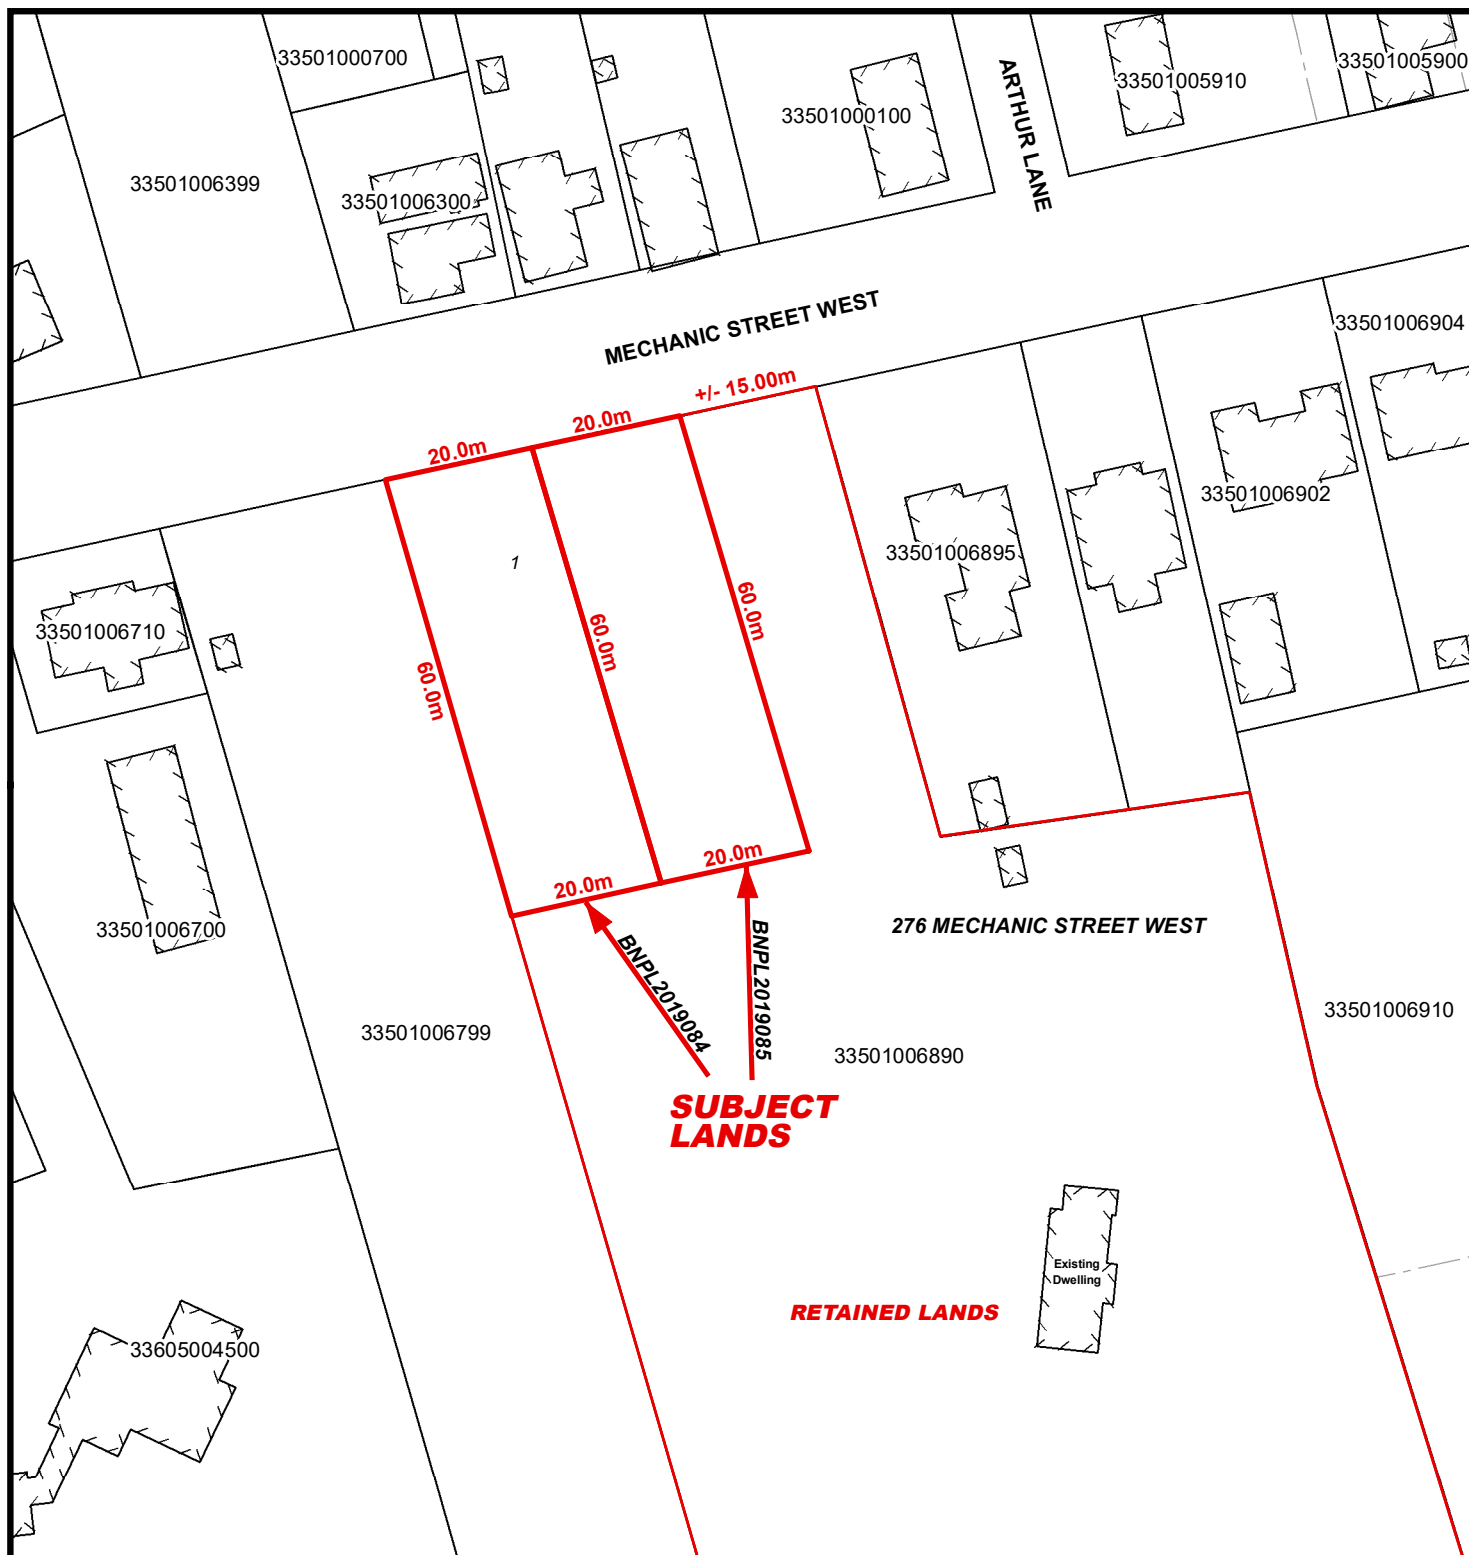 33501000700
33501005900
33501005910
33501000100
ARTHUR LANE
33501006399
33501006300
MECHANIC STREET WEST
33501006904
+/- 15.00m
20.0m
20.0m
33501006902
33501006895
1
60.0m
60.0m
60.0m
33501006710
20.0m
20.0m
33501006700
276 MECHANIC STREET WEST
BNPL2019084
BNPL2019085
33501006910
33501006799
33501006890
SUBJECT
LANDS
Existing
Dwelling
RETAINED LANDS
33605004500